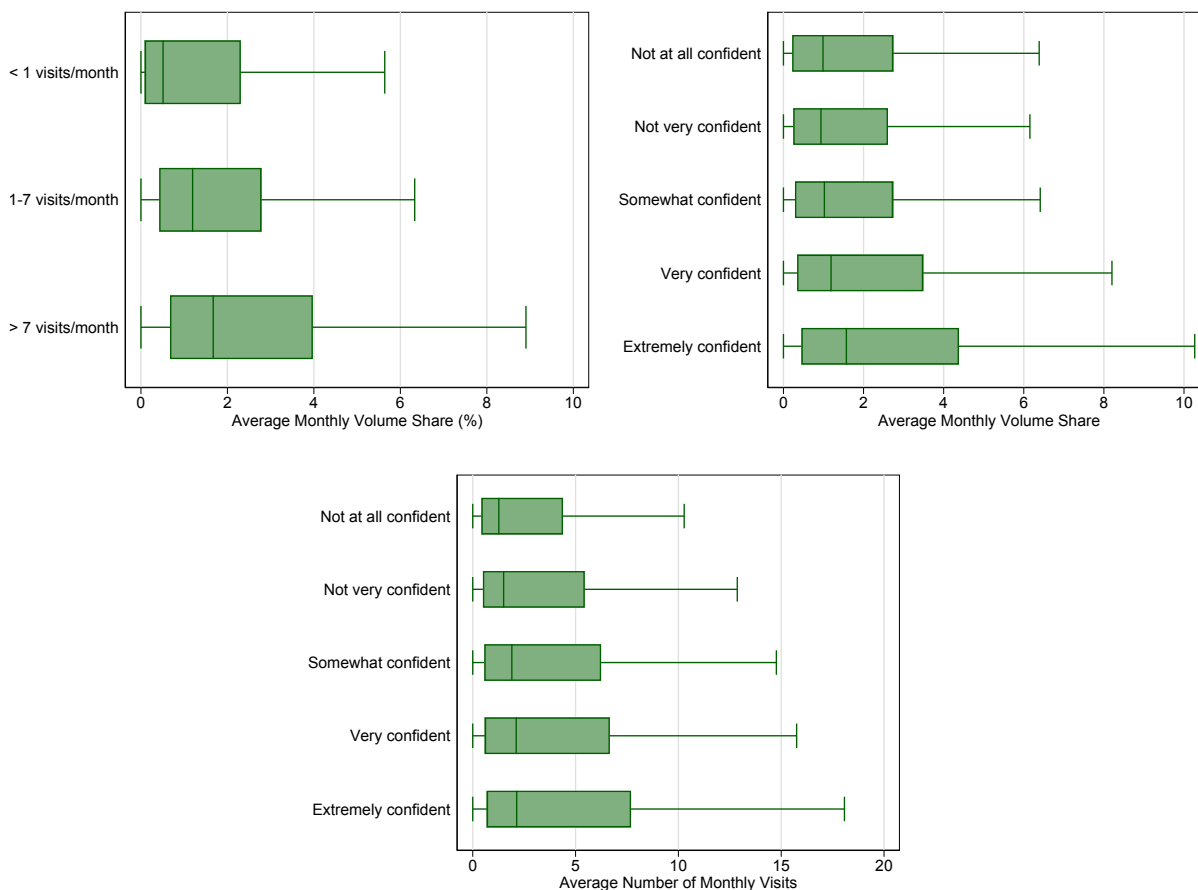 < 1 visits/month
1-7 visits/month
> 7 visits/month
0 2 4 6 8 10
Average Monthly Volume Share (%)
Not at all confident
Not very confident
Somewhat confident
Very confident
Extremely confident
0 2 4 6 8 10
Average Monthly Volume Share
Not at all confident
Not very confident
Somewhat confident
Very confident
Extremely confident
0 5 10 15 20
Average Number of Monthly Visits